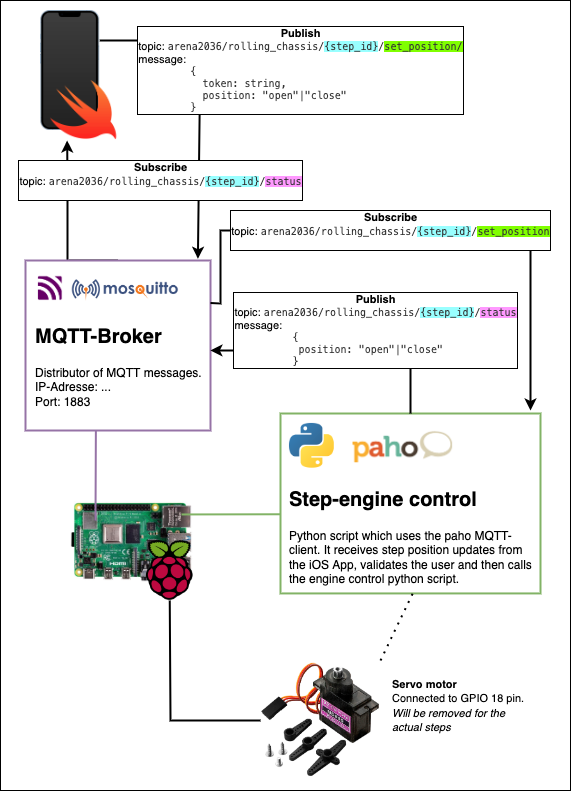 Publish
topic: arena2036/rolling_chassis/{step_id}/set_position/
message:
{
token: string,
position: "open"|"close"
}
Subscribe
topic: arena2036/rolling_chassis/{step_id}/status
Subscribe
topic: arena2036/rolling_chassis/{step_id}/set_position
mosquitto
Publish
topic: arena2036/rolling_chassis/{step_id}/status
message:
{
position: "open"|"close"
}
MQTT-Broker
Distributor of MQTT messages.
IP-Adresse: ...
Port: 1883
paho
Step-engine control
Python script which uses the paho MQTT-
client. It receives step position updates from
the iOS App, validates the user and then calls
the engine control python script.
HDMI
Servo motor
Connected to GPIO 18 pin.
Will be removed for the
actual steps